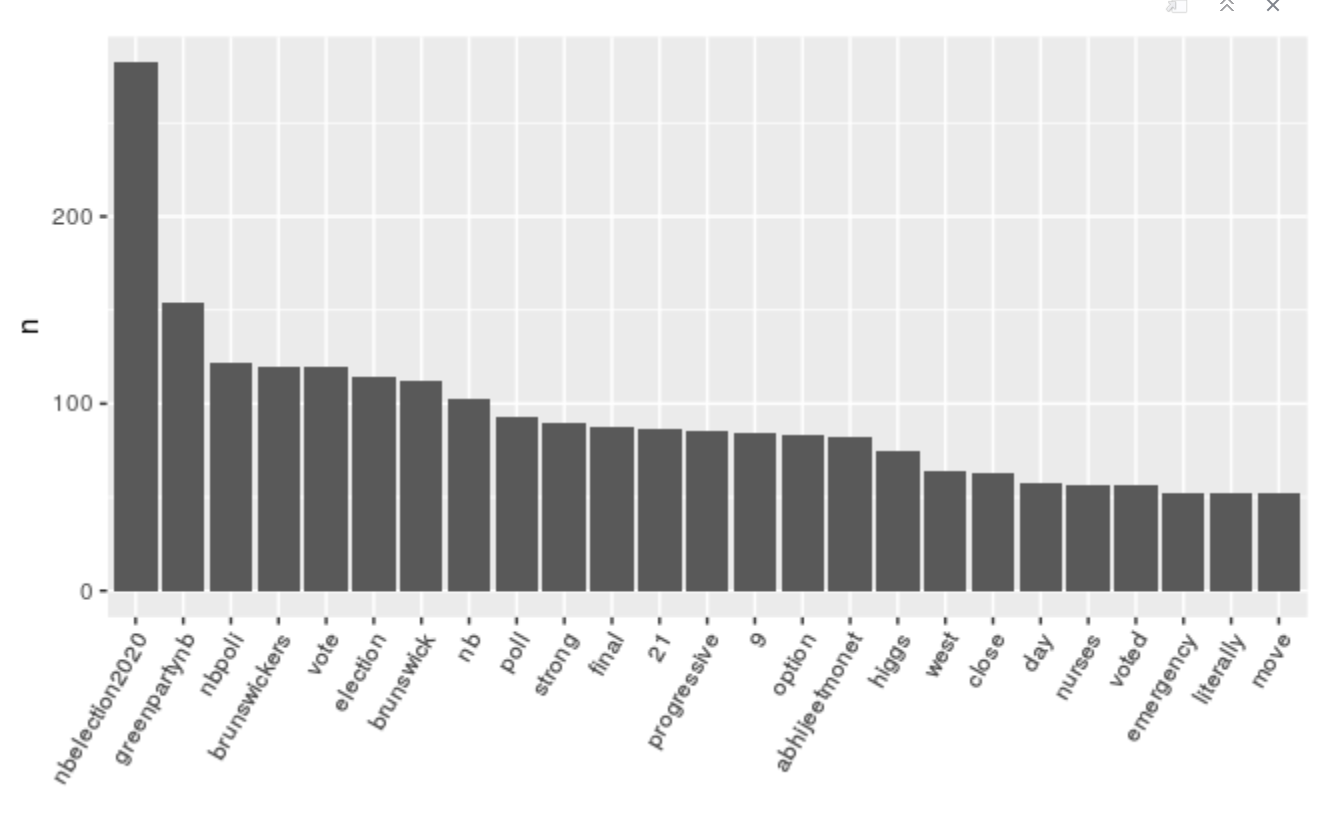 n
200
100
0
nbelection2020
greenpartynb
nbpoli
brunswickers
vote
election
brunswick
nb
poll
strong
final
21
progressive
9
option
abhijeetmonet
higgs
west
close
day
nurses
voted
emergency
literally
move